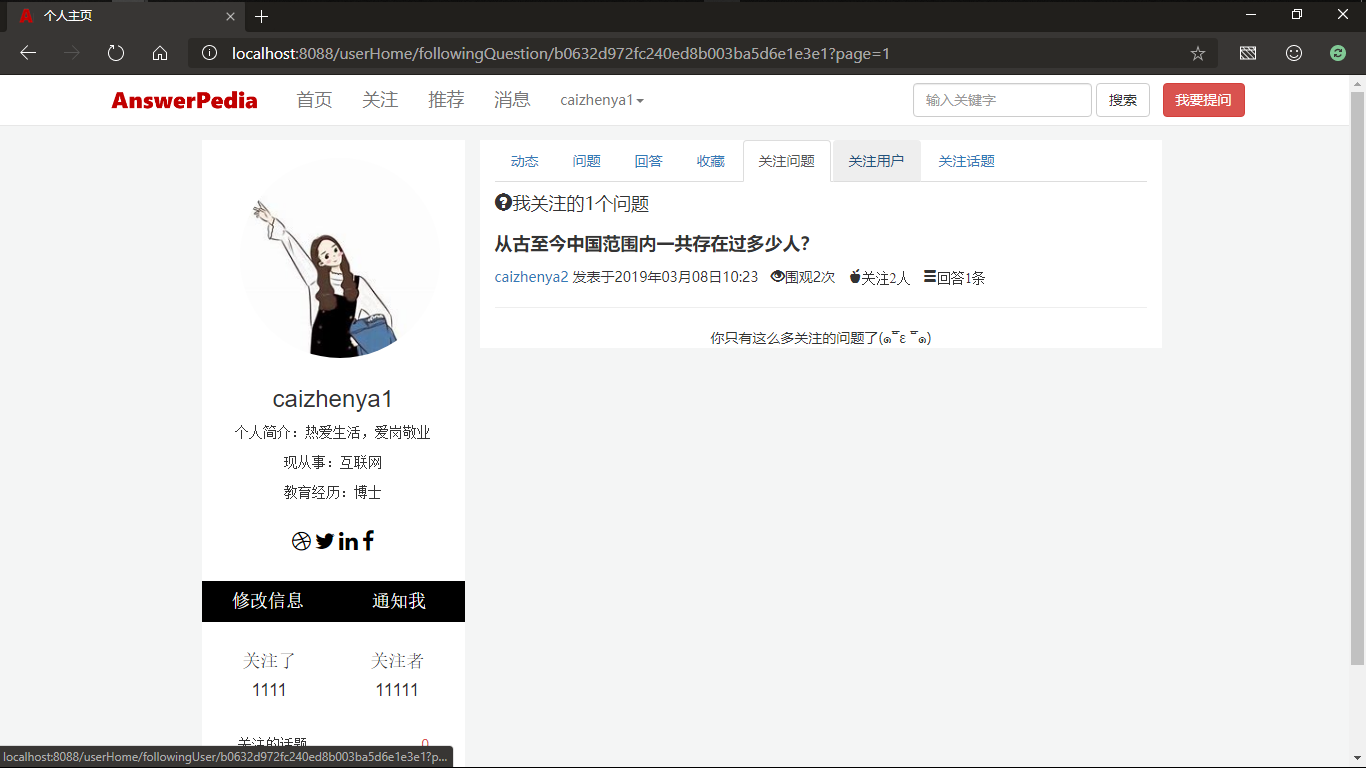 个人主页
localhost:8088/userHome/followingQuestion/b0632d972fc240ed8b003ba5d6e1e3e1?page=1
AnswerPedia 首页 关注 推荐 消息 caizhenya1 输入关键字 搜索 我要提问
动态 问题 回答 收藏 关注问题 关注用户 关注话题
我关注的1个问题
从古至今中国范围内一共存在过多少人?
caizhenya2 发表于2019年03月08日10:23 围观2次 关注2人 回答1条
你只有这么多关注的问题了(๑‾᷅ε‾᷅๑)
caizhenya1
个人简介：热爱生活，爱岗敬业
现从事：互联网
教育经历：博士
修改信息 通知我
关注了 关注者
1111 11111
关注的话题 0
localhost:8088/userHome/followingUser/b0632d972fc240ed8b003ba5d6e1e3e1?p...